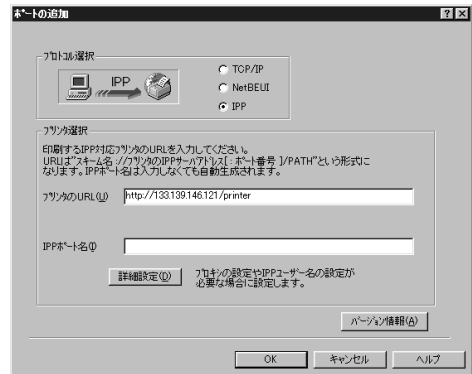 ポートの追加
プロトコル選択
IPP
TCP/IP
NetBEUI
IPP
プリンタ選択
印刷するIPP対応プリンタのURLを入力してください。
URLは"スキーム名://プリンタのIPPサーバアドレス[:ポート番号]/PATH"という形式に
なります。IPPポート名は入力しなくても自動生成されます。
プリンタのURL(U)
http://133.139.146.121/printer
IPPポート名(I)
詳細設定(D)
プロキシの設定やIPPユーザー名の設定が
必要な場合に設定します。
バージョン情報(A)
OK
キャンセル
ヘルプ